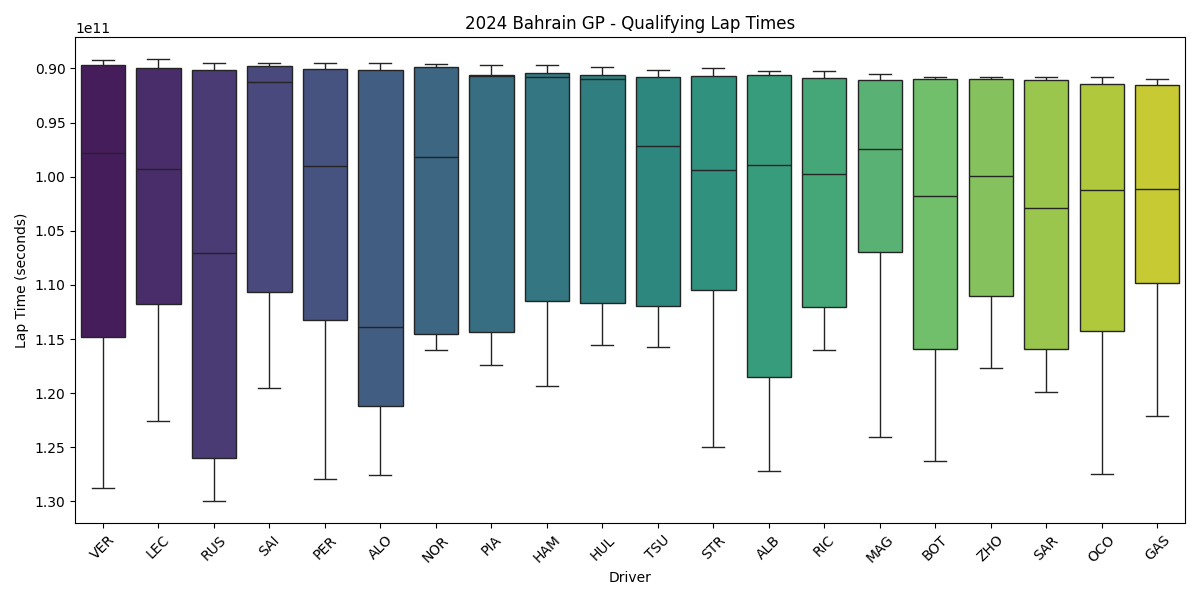 2024 Bahrain GP - Qualifying Lap Times
1e11
0.90
0.95
1.00
1.05
1.10
1.15
1.20
1.25
1.30
Lap Time (seconds)
VER LEC RUS SAI PER ALO NOR PIA HAM HUL TSU STR ALB RIC MAG BOT ZHO SAR OCO GAS
Driver